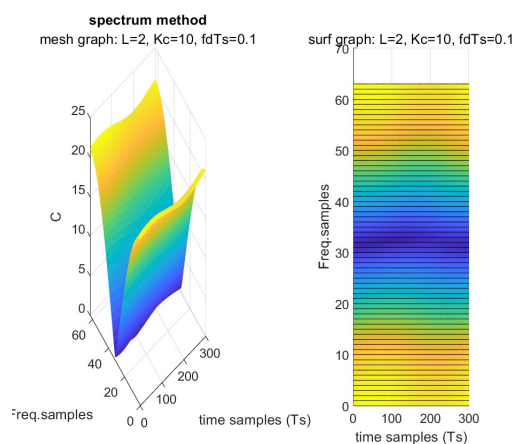 spectrum method
mesh graph: L=2, Kc=10, fdTs=0.1
25
20
15
10
5
0
C
60
40
20
0
0
100
200
300
Freq.samples
time samples (Ts)
surf graph: L=2, Kc=10, fdTs=0.1
70
60
50
40
30
20
10
0
Freq.samples
0 100 200 300
time samples (Ts)